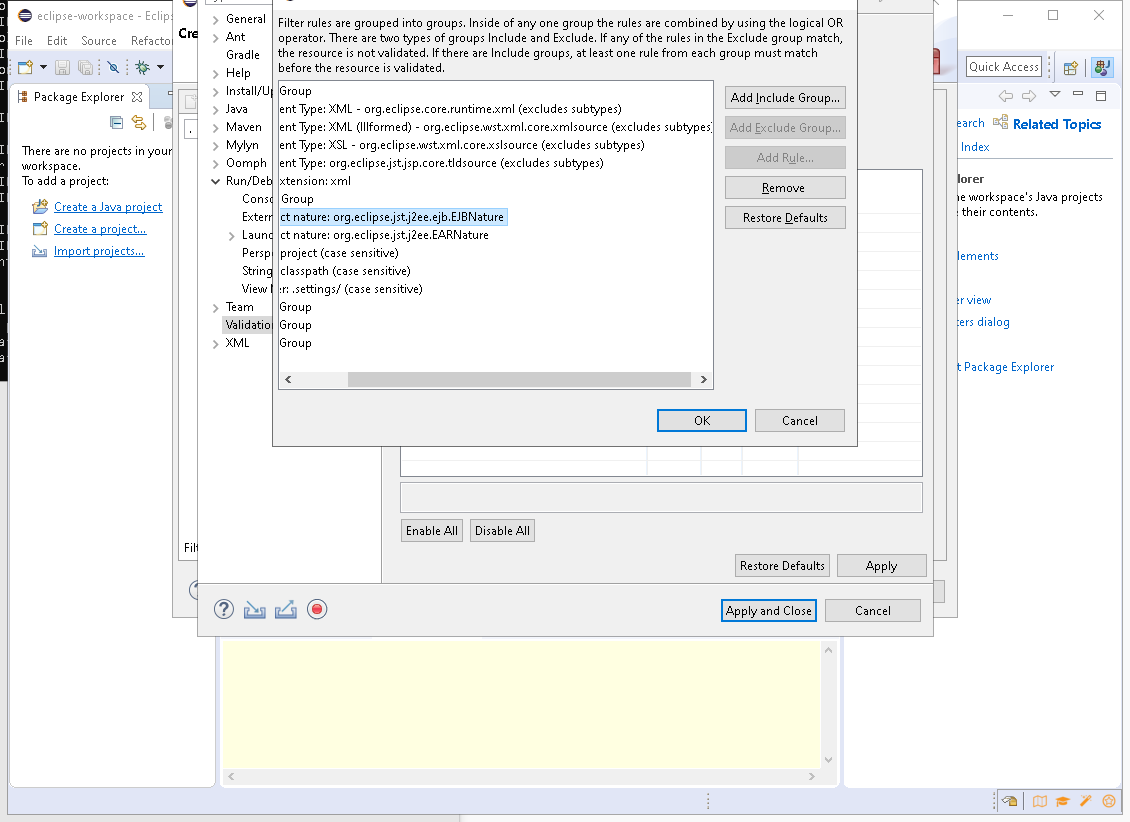 eclipse-workspace - Eclips
File Edit Source Refacto
Quick Access
Package Explorer
There are no projects in your
workspace.
To add a project:
Create a Java project
Create a project...
Import projects...
Cre
General
Ant
Gradle
Help
Install/Up
Java
Maven
Mylyn
Oomph
Run/Deb
Conso
Extern
Launc
Persp
String
View
Team
Validation
XML
Filter rules are grouped into groups. Inside of any one group the rules are combined by using the logical OR
operator. There are two types of groups Include and Exclude. If any of the rules in the Exclude group match,
the resource is not validated. If there are Include groups, at least one rule from each group must match
before the resource is validated.
Group
ent Type: XML - org.eclipse.core.runtime.xml (excludes subtypes)
ent Type: XML (Illformed) - org.eclipse.wst.xml.core.xmlsource (excludes subtypes)
ent Type: XSL - org.eclipse.wst.xml.core.xslsource (excludes subtypes)
ent Type: org.eclipse.jst.jsp.core.tldsource (excludes subtypes)
xtension: xml
Group
ct nature: org.eclipse.jst.j2ee.ejb.EJBNature
ct nature: org.eclipse.jst.j2ee.EARNature
project (case sensitive)
classpath (case sensitive)
r: .settings/ (case sensitive)
Group
Group
Group
Add Include Group...
Add Exclude Group...
Add Rule...
Remove
Restore Defaults
OK Cancel
Enable All Disable All
Restore Defaults Apply
Apply and Close Cancel
Filt
earch Related Topics
Index
lorer
he workspace's Java projects
their contents.
lements
er view
ters dialog
t Package Explorer